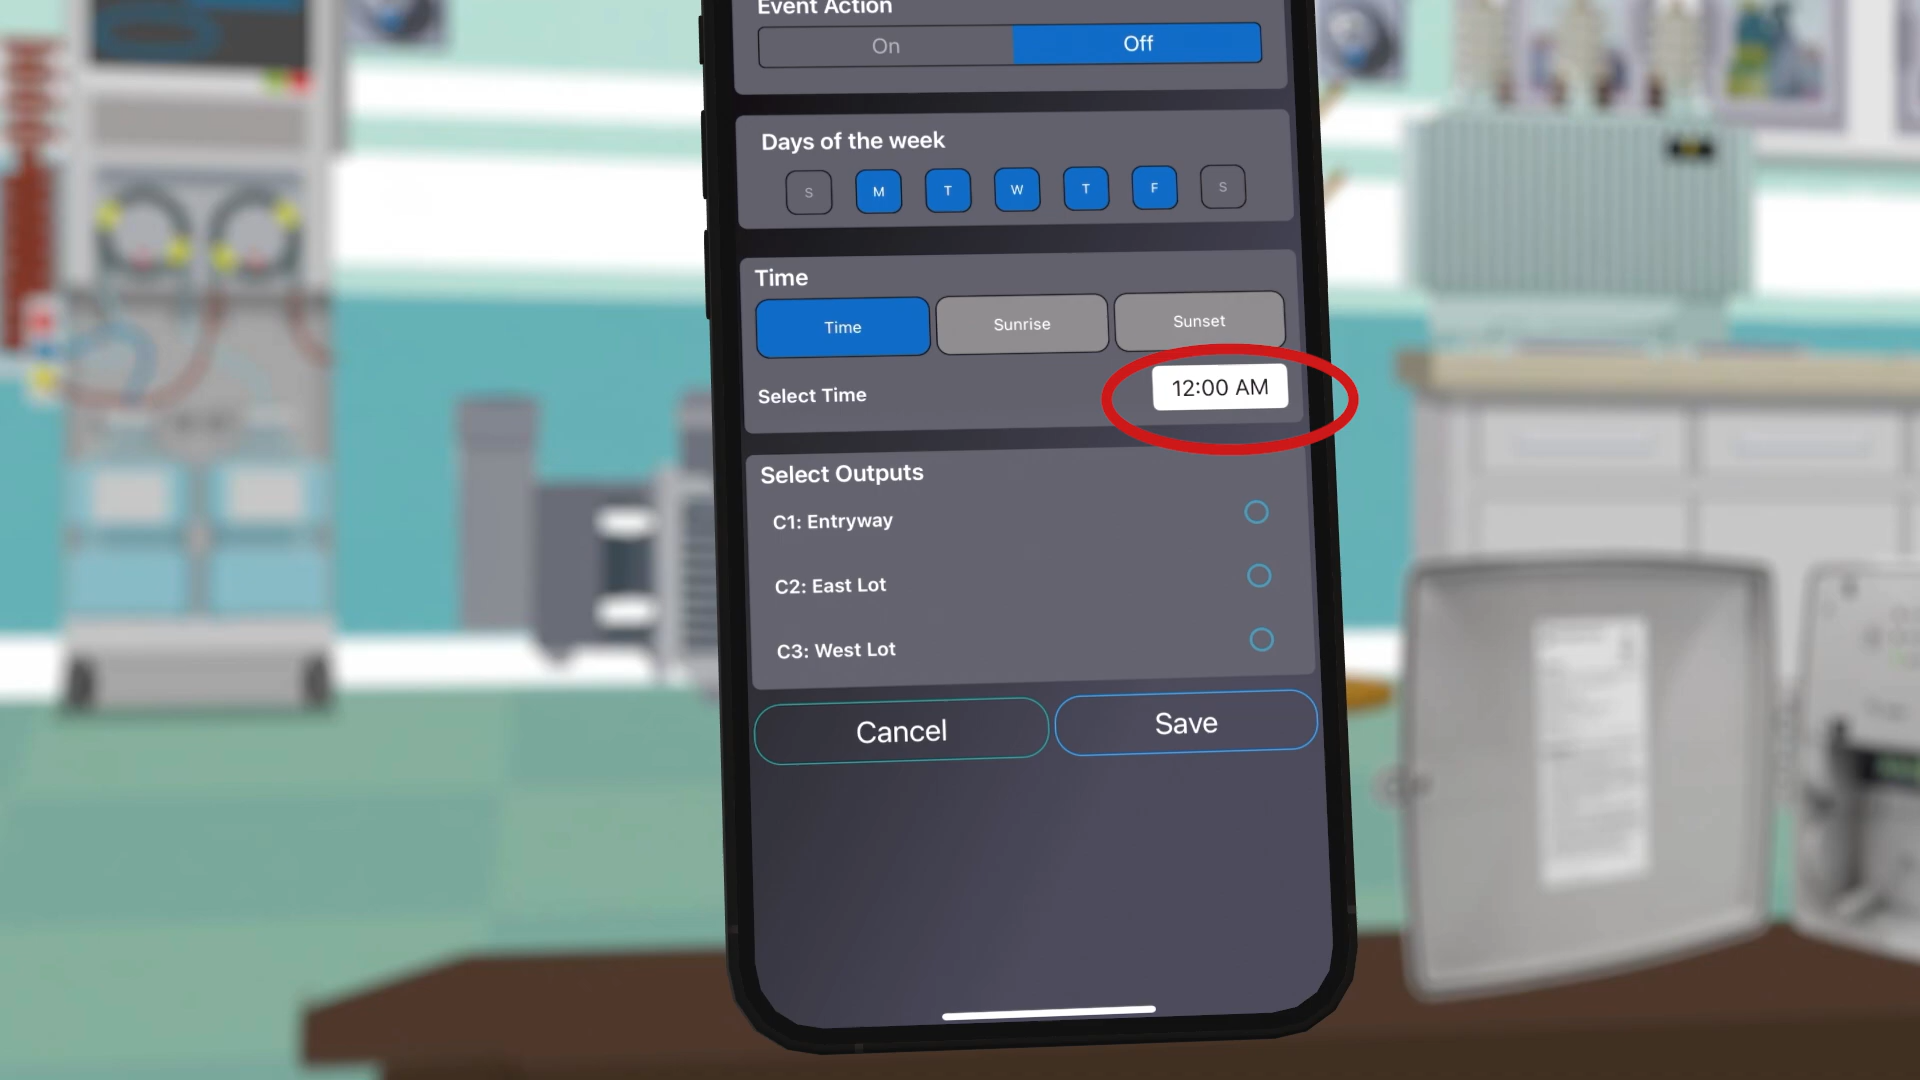 Event Action
On Off
Days of the week
S M T W T F S
Time
Time Sunrise Sunset
Select Time 12:00 AM
Select Outputs
C1: Entryway
C2: East Lot
C3: West Lot
Cancel Save